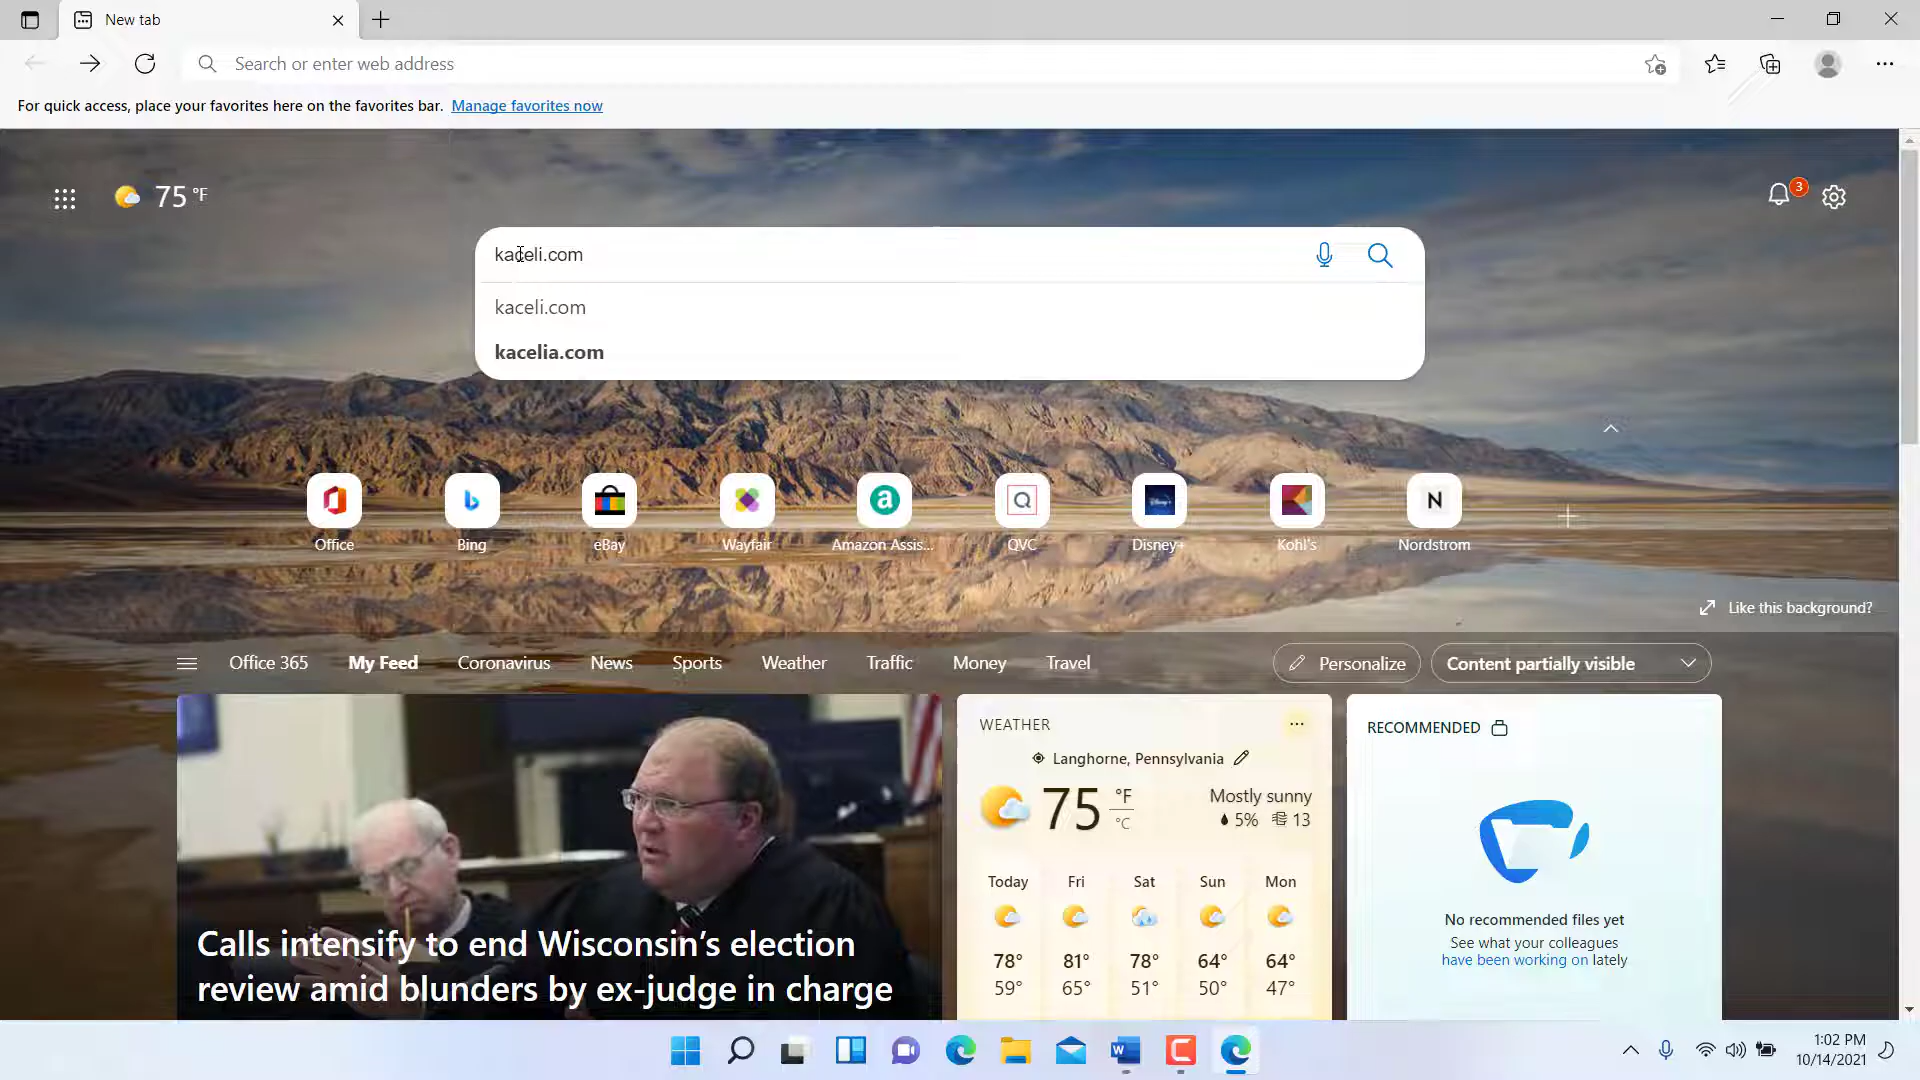 New tab
Search or enter web address
For quick access, place your favorites here on the favorites bar. Manage favorites now
75 °F
3
kaceli.com
kaceli.com
kacelia.com
Office
Bing
eBay
Wayfair
Amazon Assis...
QVC
Disney+
Kohl's
Nordstrom
Like this background?
Office 365
My Feed
Coronavirus
News
Sports
Weather
Traffic
Money
Travel
Personalize
Content partially visible
Calls intensify to end Wisconsin's election
review amid blunders by ex-judge in charge
WEATHER
Langhorne, Pennsylvania
75 °F
°C
Mostly sunny
5% 13
Today Fri Sat Sun Mon
78° 81° 78° 64° 64°
59° 65° 51° 50° 47°
RECOMMENDED
No recommended files yet
See what your colleagues
have been working on lately
1:02 PM
10/14/2021